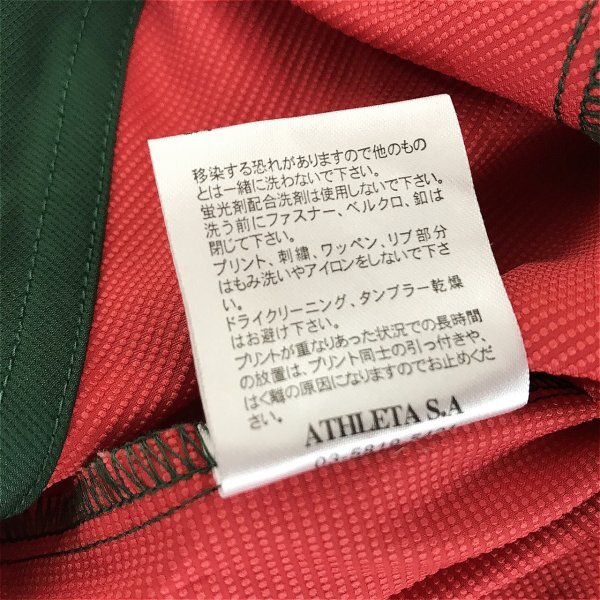 移染する恐れがありますので他のもの
とは一緒に洗わないで下さい。
蛍光剤配合洗剤は使用しないで下さい。
洗う前にファスナー、ベルクロ、釦は
閉じて下さい。
プリント、刺繍、ワッペン、リブ部分
はもみ洗いやアイロンをしないで下さ
い。
ドライクリーニング、タンブラー乾燥
はお避け下さい。
プリントが重なりあった状況での長時間
の放置は、プリント同士の引っ付きや、
はく離の原因になりますのでお止めくだ
さい。
ATHLETA S.A